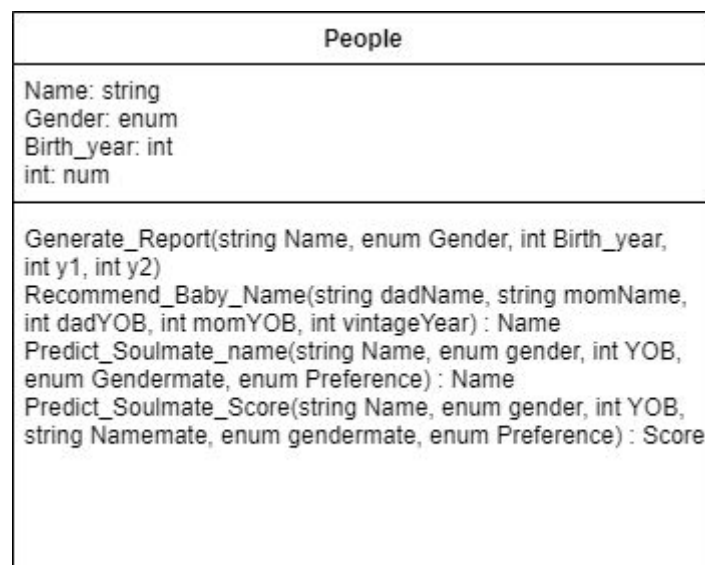 People
Name: string
Gender: enum
Birth_year: int
int: num
Generate_Report(string Name, enum Gender, int Birth_year,
int y1, int y2)
Recommend_Baby_Name(string dadName, string momName,
int dadYOB, int momYOB, int vintageYear) : Name
Predict_Soulmate_name(string Name, enum gender, int YOB,
enum Gendermate, enum Preference) : Name
Predict_Soulmate_Score(string Name, enum gender, int YOB,
string Namemate, enum gendermate, enum Preference) : Score